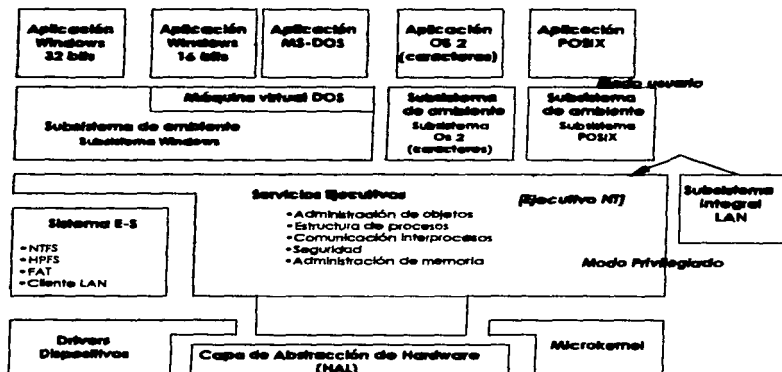 Aplicación
Windows
32 bits
Aplicación
Windows
16 bits
Aplicación
MS-DOS
Aplicación
OS 2
(carácteres)
Aplicación
POSIX
Modo usuario
Máquina virtual DOS
Subsistema de ambiente
Subsistema Windows
Subsistema
de ambiente
Subsistema
Os 2
(carácteres)
Subsistema
de ambiente
Subsistema
POSIX
Servicios Ejecutivos
[Ejecutivo NT]
•Administración de objetos
•Estructura de procesos
•Comunicación interprocesos
•Seguridad
•Administración de memoria
Subsistema
integral
LAN
Sistema E-S
•NTFS
•HPFS
•FAT
•Cliente LAN
Modo Privilegiado
Drivers
Dispositivos
Capa de Abstracción de Hardware
(HAL)
Microkernel